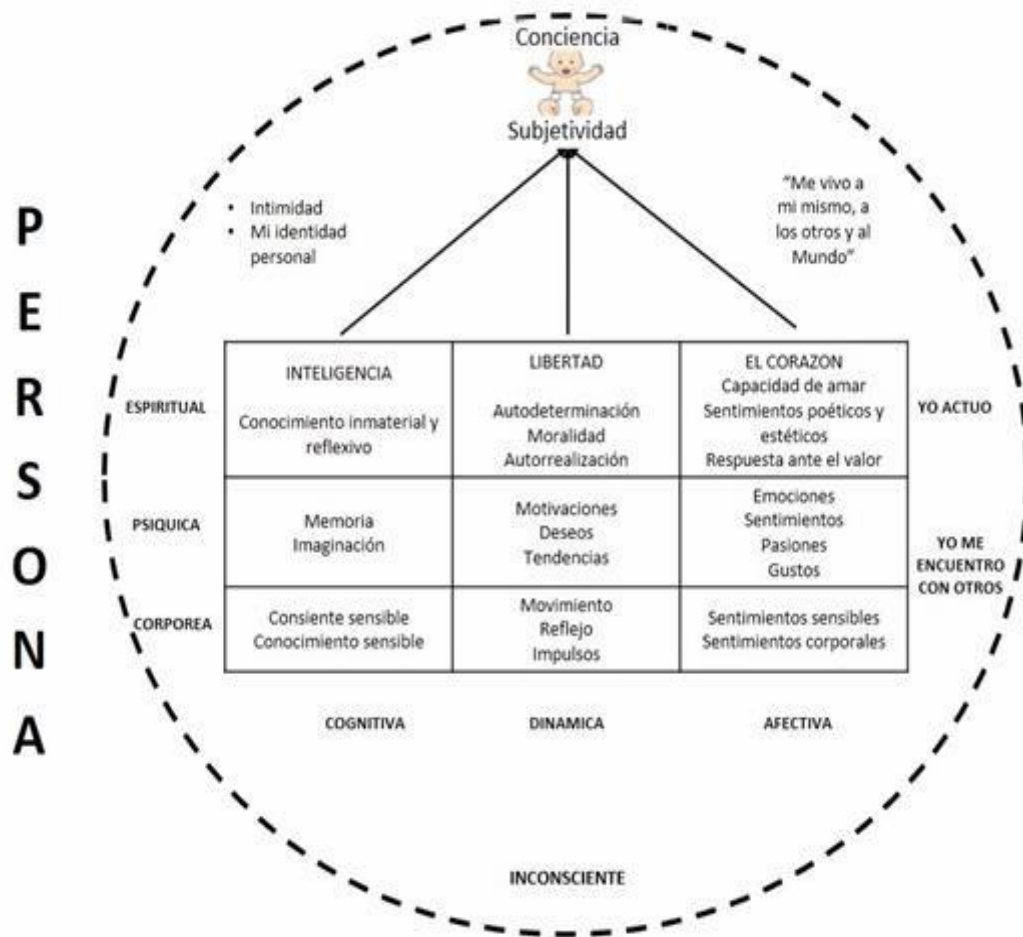 PERSONA
Conciencia
Subjetividad
• Intimidad
• Mi identidad
personal
"Me vivo a
mi mismo, a
los otros y al
Mundo"
ESPIRITUAL
INTELIGENCIA
Conocimiento inmaterial y
reflexivo
LIBERTAD
Autodeterminación
Moralidad
Autorrealización
EL CORAZON
Capacidad de amar
Sentimientos poéticos y
estéticos
Respuesta ante el valor
YO ACTUO
PSIQUICA
Memoria
Imaginación
Motivaciones
Deseos
Tendencias
Emociones
Sentimientos
Pasiones
Gustos
YO ME
ENCUENTRO
CON OTROS
CORPOREA
Consiente sensible
Conocimiento sensible
Movimiento
Reflejo
Impulsos
Sentimientos sensibles
Sentimientos corporales
COGNITIVA
DINAMICA
AFECTIVA
INCONSCIENTE